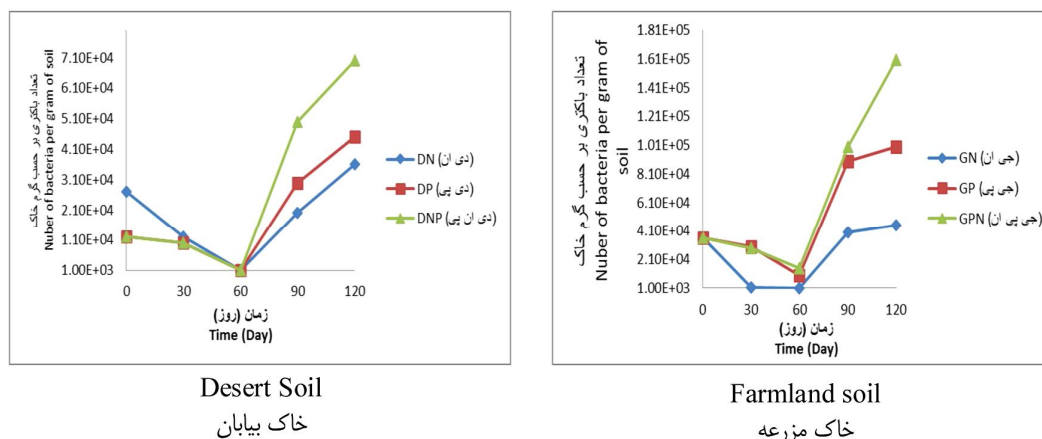 تعداد باکتری بر حسب گرم خاک
Nuber of bacteria per gram of soil
7.10E+04
6.10E+04
5.10E+04
4.10E+04
3.10E+04
2.10E+04
1.10E+04
1.00E+03
0 30 60 90 120
زمان (روز)
Time (Day)
DN (دی ان)
DP (دی پی)
DNP (دی ان پی)
Desert Soil
خاک بیابان
تعداد باکتری بر حسب گرم خاک
Nuber of bacteria per gram of
soil
1.81E+05
1.61E+05
1.41E+05
1.21E+05
1.01E+05
8.10E+04
6.10E+04
4.10E+04
2.10E+04
1.00E+03
0 30 60 90 120
زمان (روز)
Time (Day)
GN (جی ان)
GP (جی پی)
GPN (جی پی ان)
Farmland soil
خاک مزرعه